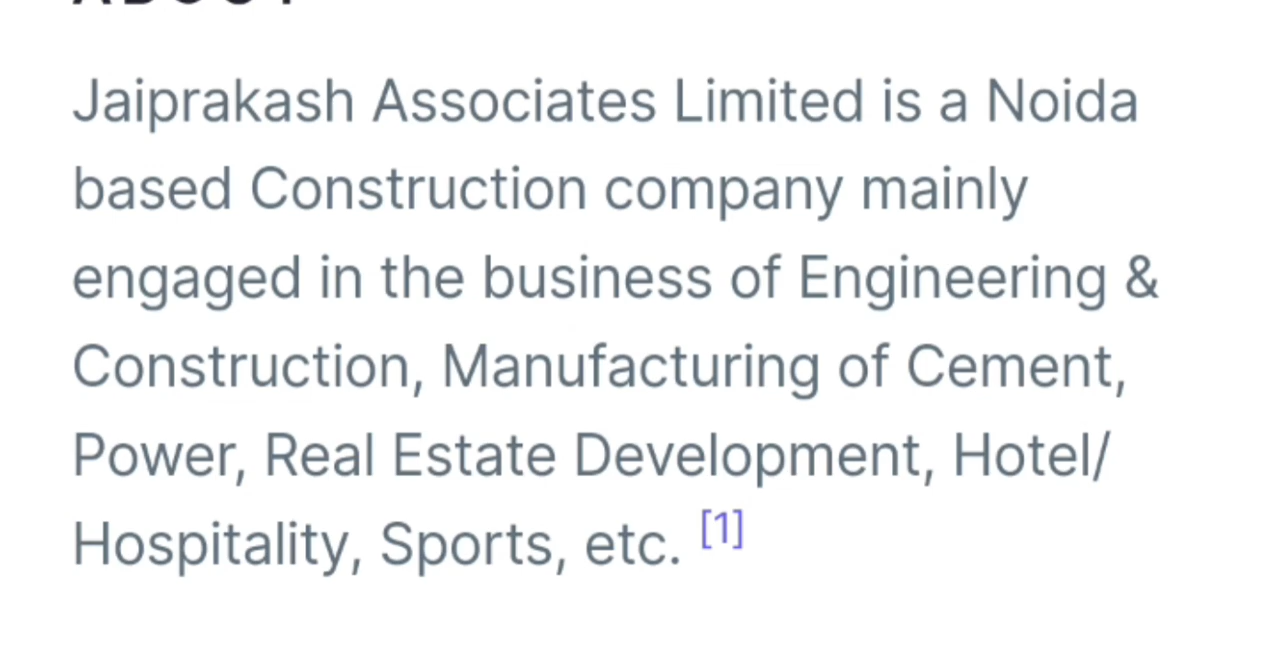 Jaiprakash Associates Limited is a Noida
based Construction company mainly
engaged in the business of Engineering &
Construction, Manufacturing of Cement,
Power, Real Estate Development, Hotel/
Hospitality, Sports, etc. [1]